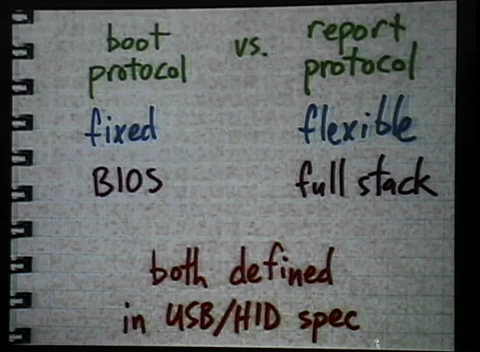 boot vs. report
protocol protocol
fixed flexible
BIOS full stack
both defined
in USB/HID spec